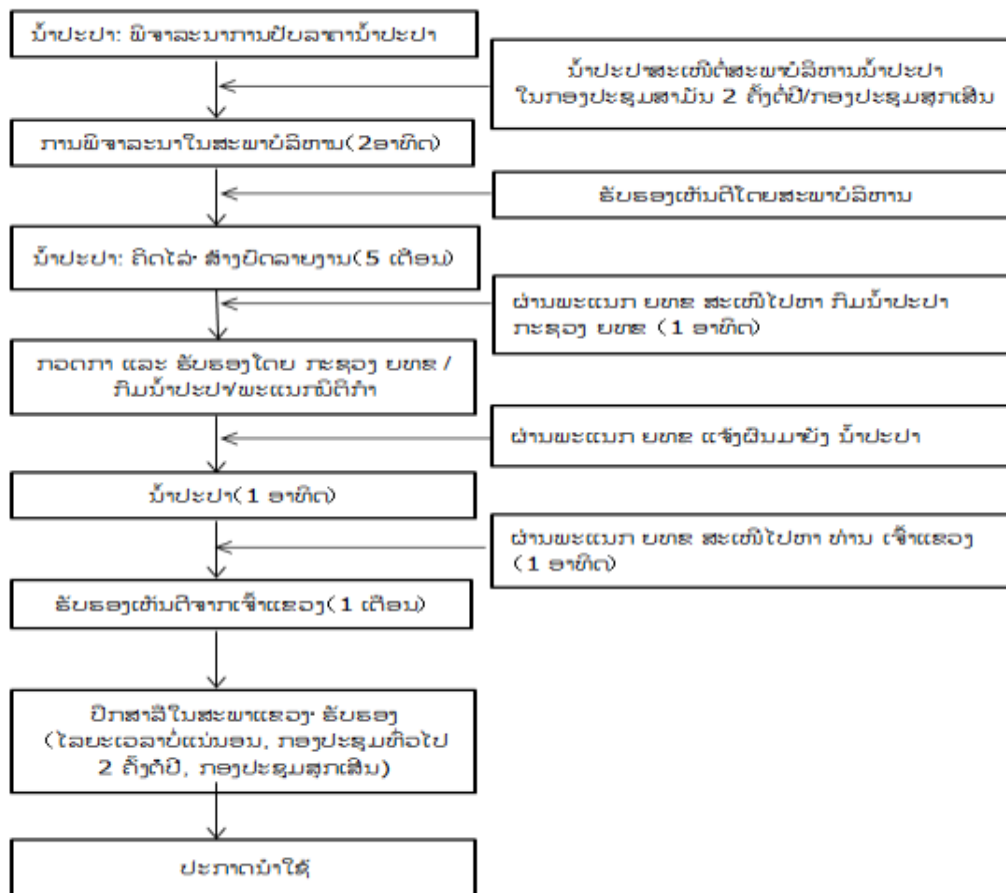 ນ້ຳປະປາ: ພິຈາລະນາການປັບລາຄານ້ຳປະປາ
ນ້ຳປະປາສະເໜີຕໍ່ສະພາບໍລິຫານນ້ຳປະປາ
ໃນກອງປະຊຸມສາມັນ 2 ຄັ້ງຕໍ່ປີ/ກອງປະຊຸມສຸກເສີນ
ການພິຈາລະນາໃນສະພາບໍລິຫານ(2ອາທິດ)
ຮັບຮອງເຫັນດີໂດຍສະພາບໍລິຫານ
ນ້ຳປະປາ: ຄິດໄລ່· ສ້າງບົດລາຍງານ(5 ເດືອນ)
ຜ່ານພະແນກ ຍທຂ ສະເໜີໄປຫາ ກົມນ້ຳປະປາ
ກະຊວງ ຍທຂ (1 ອາທິດ)
ກວດກາ ແລະ ຮັບຮອງໂດຍ ກະຊວງ ຍທຂ /
ກົມນ້ຳປະປາ/ພະແນກນິຕິກຳ
ຜ່ານພະແນກ ຍທຂ ແຈ້ງຜົນມາຍັງ ນ້ຳປະປາ
ນ້ຳປະປາ(1 ອາທິດ)
ຜ່ານພະແນກ ຍທຂ ສະເໜີໄປຫາ ທ່ານ ເຈົ້າແຂວງ
(1 ອາທິດ)
ຮັບຮອງເຫັນດີຈາກເຈົ້າແຂວງ(1 ເດືອນ)
ປຶກສາລືໃນສະພາແຂວງ· ຮັບຮອງ
(ໄລຍະເວລາບໍ່ແນ່ນອນ, ກອງປະຊຸມທົ່ວໄປ
2 ຄັ້ງຕໍ່ປີ, ກອງປະຊຸມສຸກເສີນ)
ປະກາດນຳໃຊ້